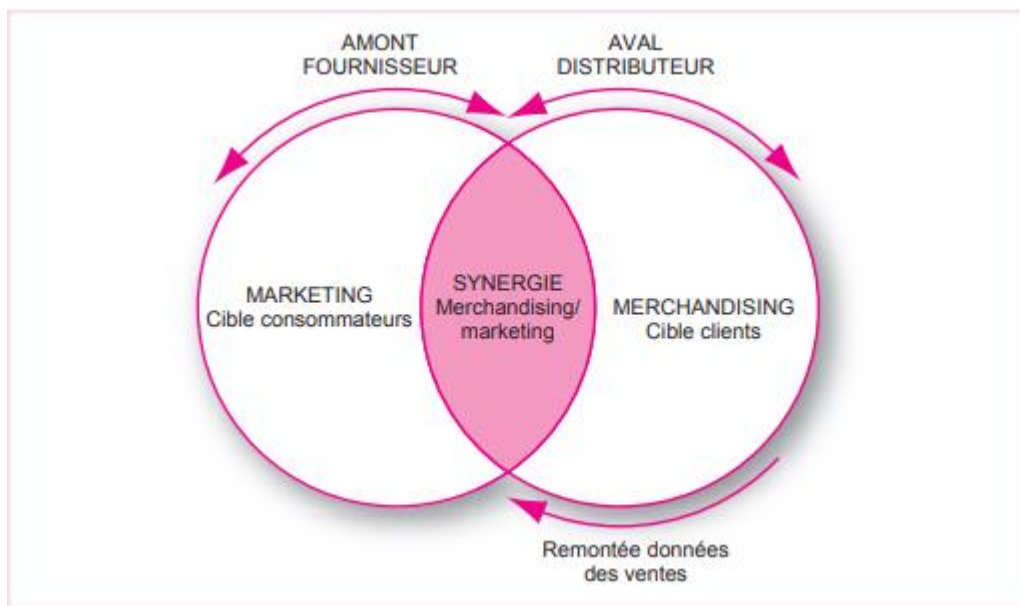 AMONT
FOURNISSEUR
AVAL
DISTRIBUTEUR
MARKETING
Cible consommateurs
SYNERGIE
Merchandising/
marketing
MERCHANDISING
Cible clients
Remontée données
des ventes